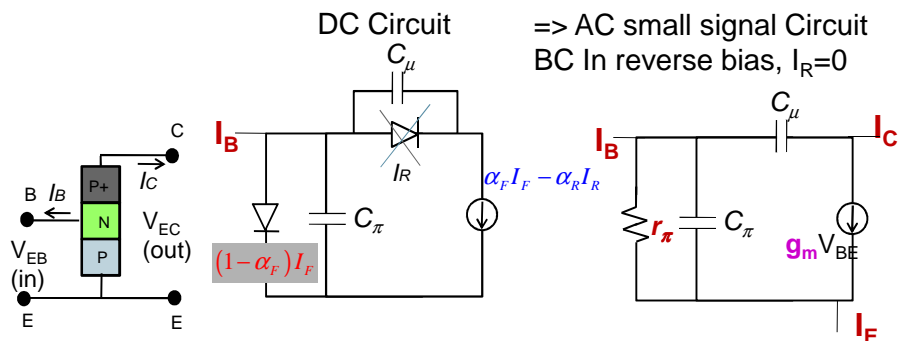 DC Circuit
=> AC small signal Circuit
BC In reverse bias, I_R=0
C_μ
I_B
I_R
α_F I_F − α_R I_R
C_π
(1−α_F) I_F
C
I_C
P+
B
I_B
N
V_EB
(in)
P
V_EC
(out)
E
E
C_μ
I_B
I_C
r_π
C_π
g_m V_BE
I_E